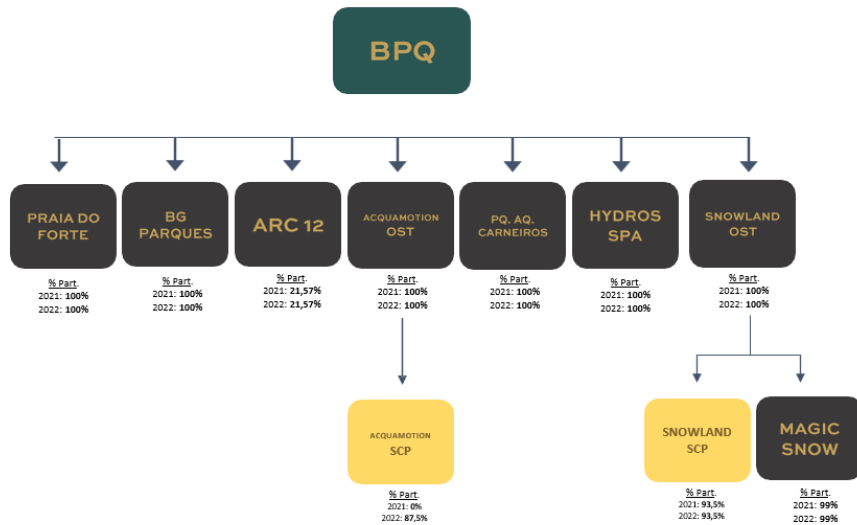 BPQ
PRAIA DO
FORTE
% Part.
2021: 100%
2022: 100%
BG
PARQUES
% Part.
2021: 100%
2022: 100%
ARC 12
% Part.
2021: 21,57%
2022: 21,57%
ACQUAMOTION
OST
% Part.
2021: 100%
2022: 100%
PQ. AQ.
CARNEIROS
% Part.
2021: 100%
2022: 100%
HYDROS
SPA
% Part.
2021: 100%
2022: 100%
SNOWLAND
OST
% Part.
2021: 100%
2022: 100%
ACQUAMOTION
SCP
% Part.
2021: 0%
2022: 87,5%
SNOWLAND
SCP
% Part.
2021: 93,5%
2022: 93,5%
MAGIC
SNOW
% Part.
2021: 99%
2022: 99%